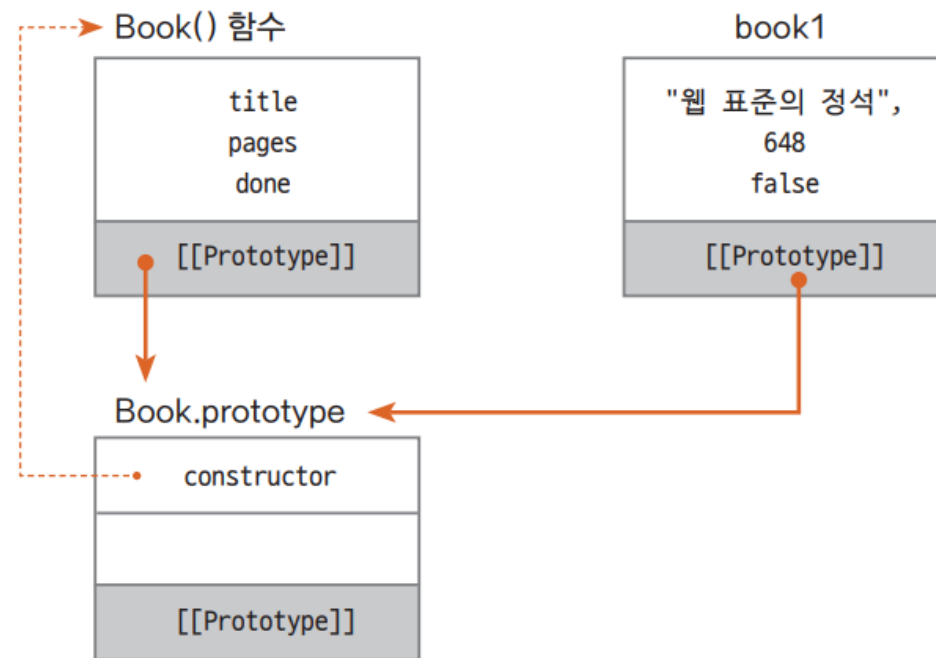 Book() 함수
title
pages
done
[[Prototype]]
book1
"웹 표준의 정석",
648
false
[[Prototype]]
Book.prototype
constructor
[[Prototype]]